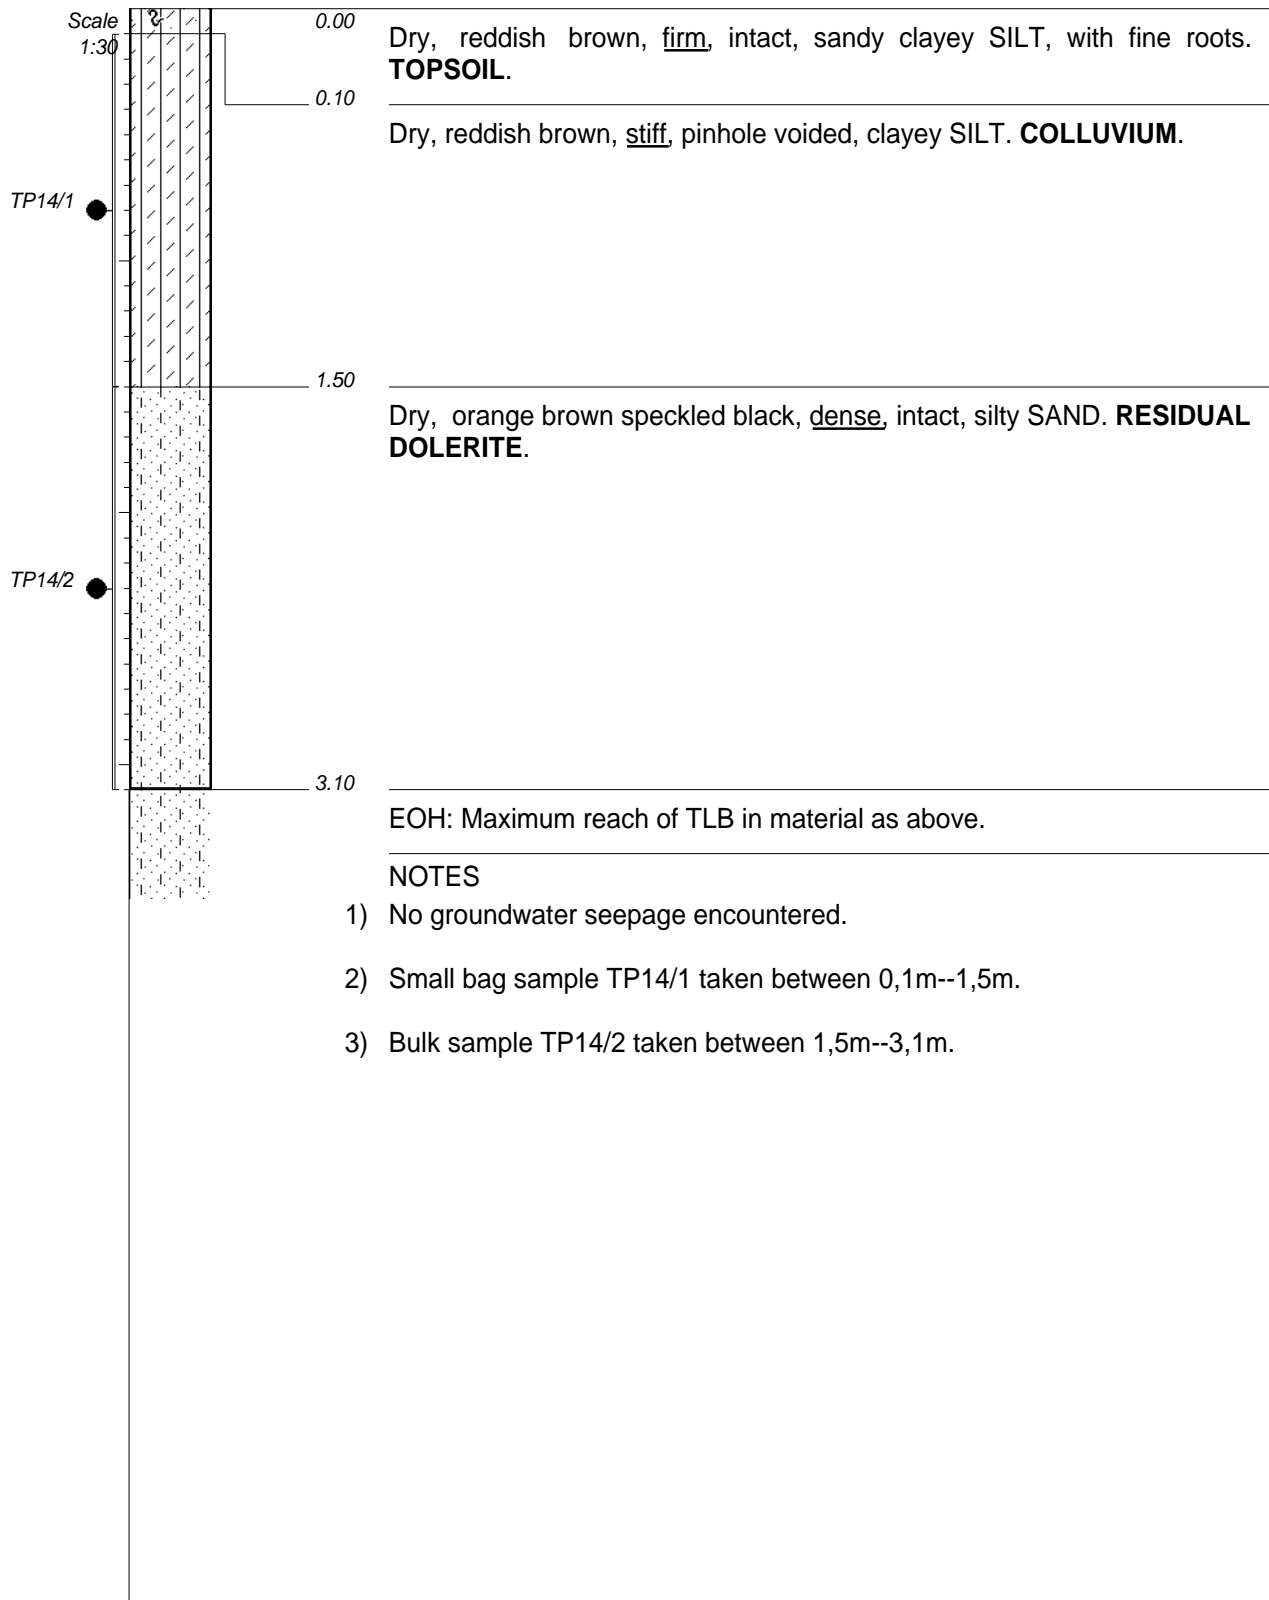 Scale
1:30
0.00
Dry, reddish brown, firm, intact, sandy clayey SILT, with fine roots.
TOPSOIL.
0.10
Dry, reddish brown, stiff, pinhole voided, clayey SILT. COLLUVIUM.
TP14/1
1.50
Dry, orange brown speckled black, dense, intact, silty SAND. RESIDUAL
DOLERITE.
TP14/2
3.10
EOH: Maximum reach of TLB in material as above.
NOTES
1) No groundwater seepage encountered.
2) Small bag sample TP14/1 taken between 0,1m--1,5m.
3) Bulk sample TP14/2 taken between 1,5m--3,1m.